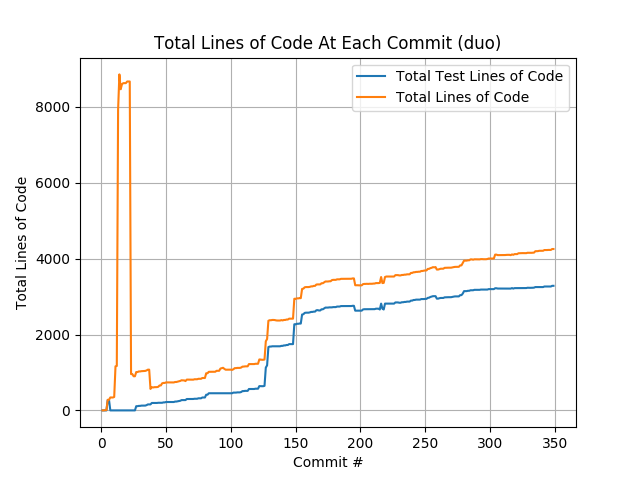 Total Lines of Code At Each Commit (duo)
Total Test Lines of Code
Total Lines of Code
Total Lines of Code
8000
6000
4000
2000
0
0
50
100
150
200
250
300
350
Commit #